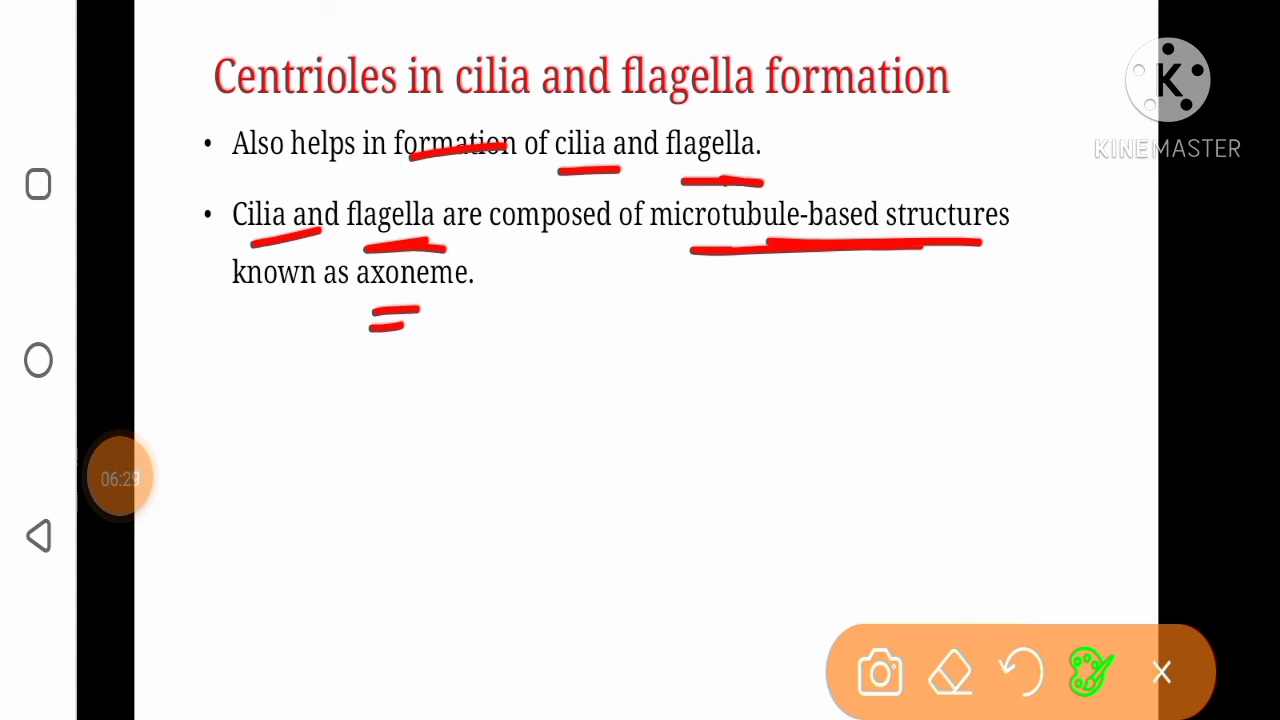 Centrioles in cilia and flagella formation
K
KINEMASTER
• Also helps in formation of cilia and flagella.
• Cilia and flagella are composed of microtubule-based structures
known as axoneme.
06:29